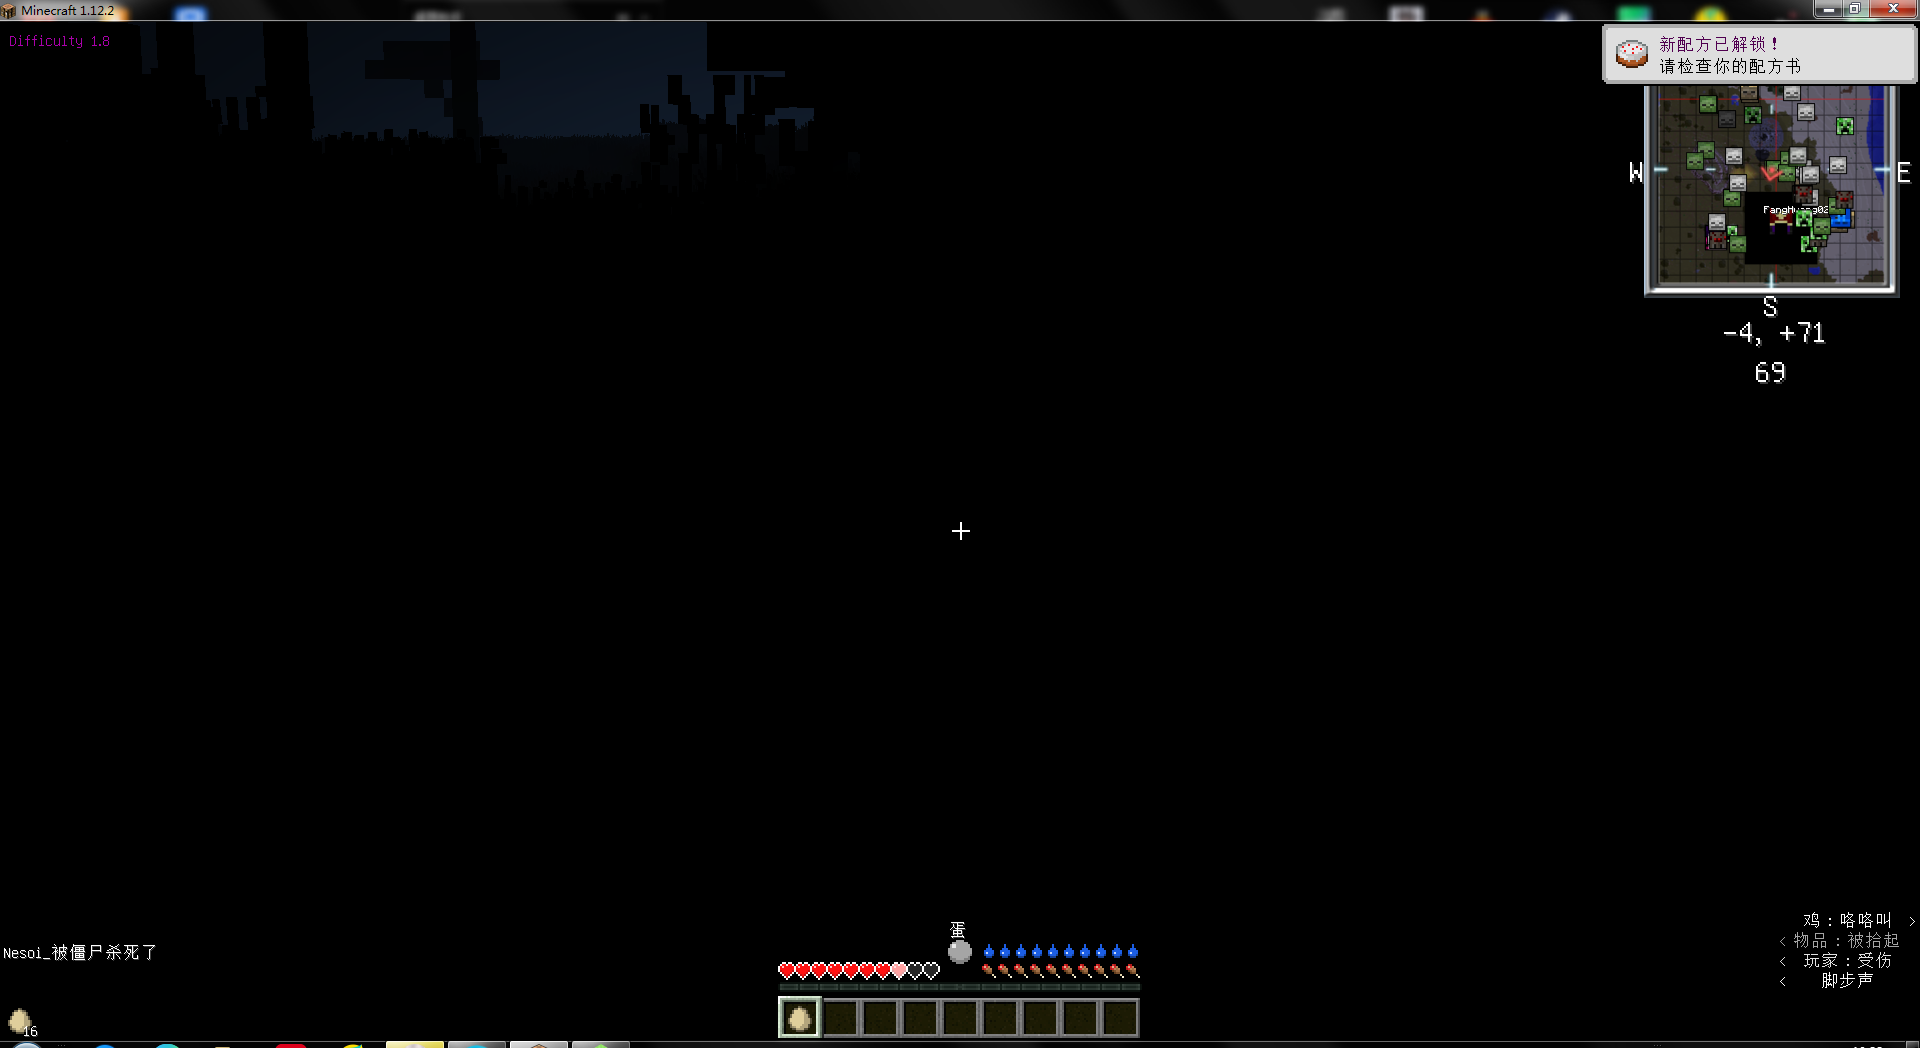 Minecraft 1.12.2
Difficulty 1.8
新配方已解锁！
请检查你的配方书
W
E
FangHuang02
S
-4, +71
69
蛋
Nesoi_被僵尸杀死了
鸡：咯咯叫 >
< 物品：被拾起
< 玩家：受伤
< 脚步声
16